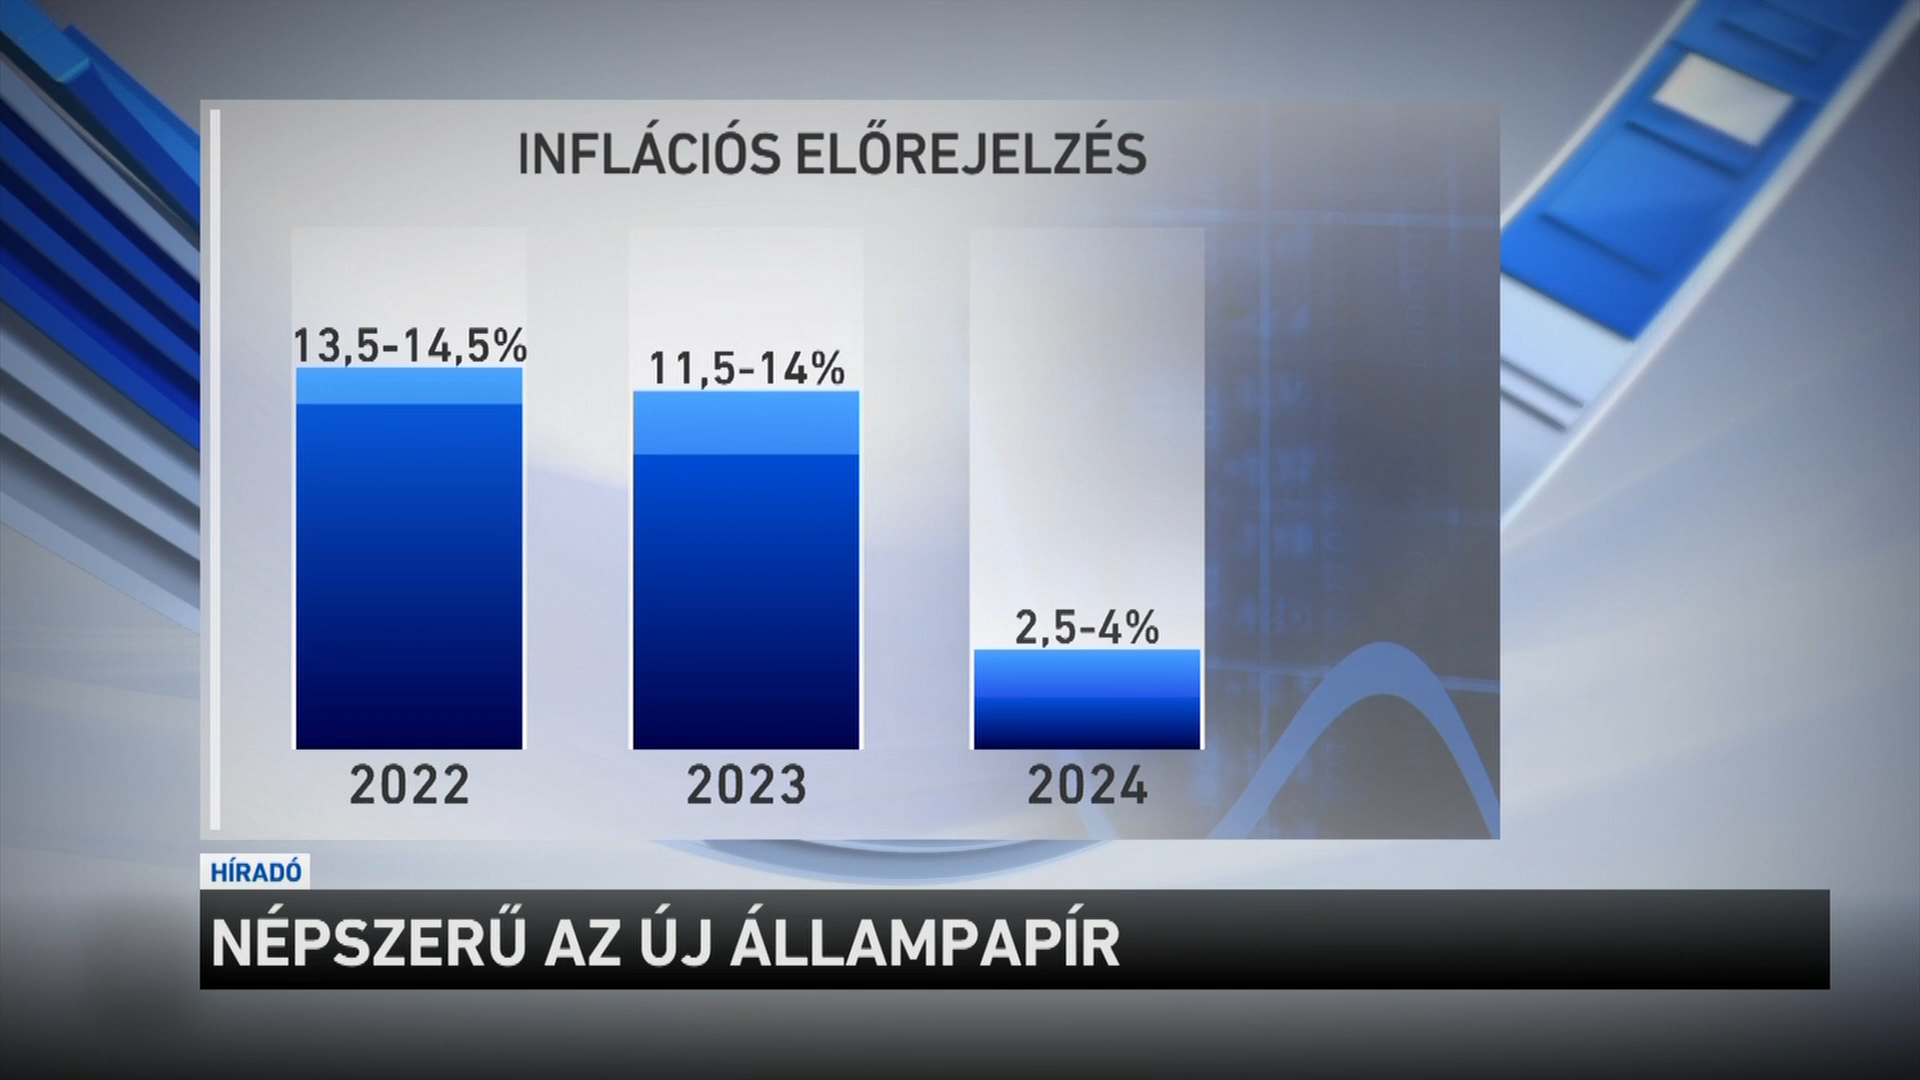 INFLÁCIÓS ELŐREJELZÉS
13,5-14,5%
11,5-14%
2,5-4%
2022
2023
2024
HÍRADÓ
NÉPSZERŰ AZ ÚJ ÁLLAMPAPÍR